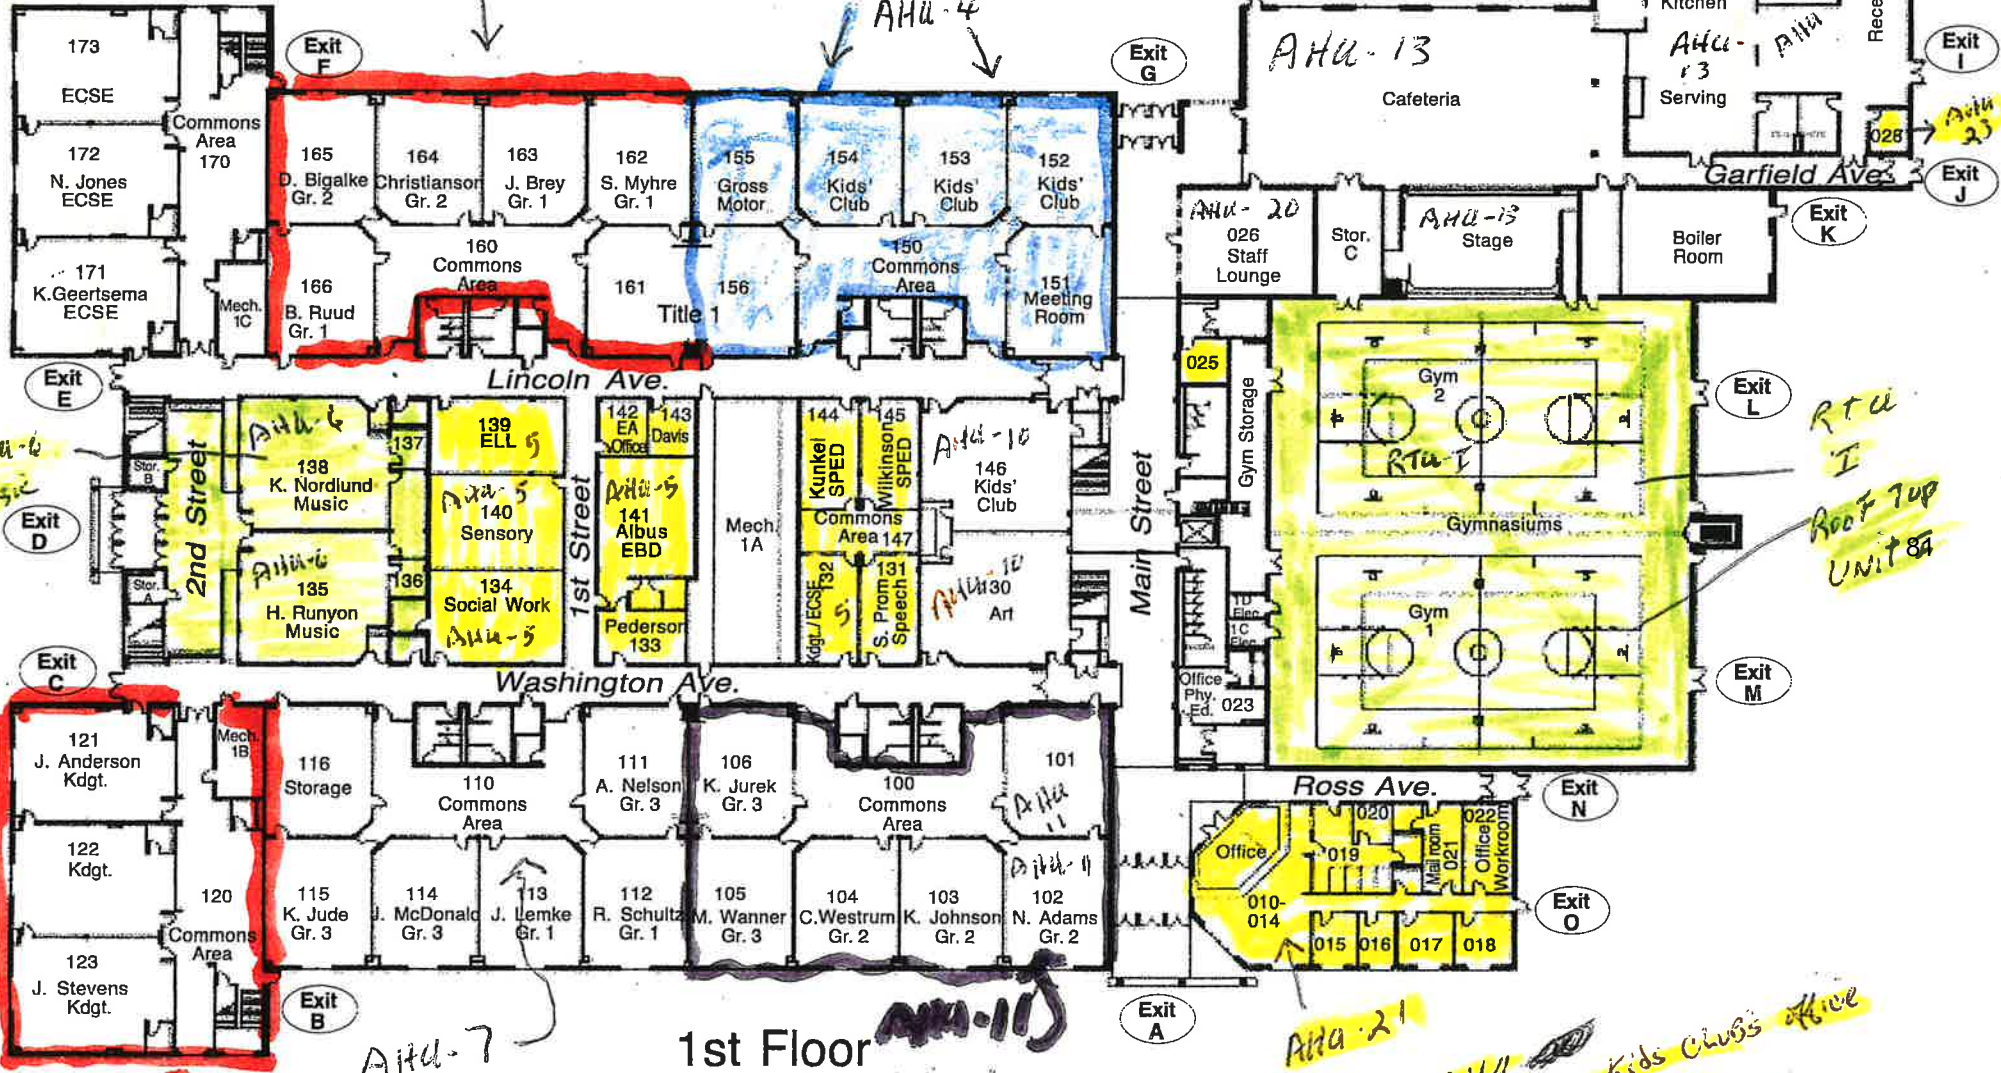 AHU-4
Kitchen
Rece
173
ECSE
Exit
F
Exit
G
AHU-13
AHU-
13
AHU
Exit
I
Cafeteria
Serving
028
AHU
23
Commons
Area
170
172
N. Jones
ECSE
165
D. Bigalke
Gr. 2
164
Christianson
Gr. 2
163
J. Brey
Gr. 1
162
S. Myhre
Gr. 1
155
Gross
Motor
154
Kids'
Club
153
Kids'
Club
152
Kids'
Club
Garfield Ave.
Exit
J
AHU-20
026
Staff
Lounge
Stor.
C
AHU-13
Stage
Boiler
Room
Exit
K
171
K.Geertsema
ECSE
Mech.
1C
166
B. Ruud
Gr. 1
160
Commons
Area
161
Title 1
156
150
Commons
Area
151
Meeting
Room
Exit
E
Lincoln Ave.
025
Gym Storage
Gym
2
RTU-I
Exit
L
RTU
I
Stor.
B
2nd Street
AHU-6
138
K. Nordlund
Music
137
139
ELL
5
AHU-5
140
Sensory
1st Street
142
EA
Office
143
Davis
AHU-5
141
Albus
EBD
Mech.
1A
144
Kunkel
SPED
145
Wilkinson
SPED
AHU-10
146
Kids'
Club
Main Street
Exit
D
Commons
Area 147
Gymnasiums
Roof Top
Unit
Stor.
A
AHU-6
135
H. Runyon
Music
136
134
Social Work
AHU-5
Pederson
133
132
Kdgt./ ECSE
5
131
S. Prom
Speech
AHU-10
130
Art
1D
Elec.
1C
Elec.
Gym
1
Exit
C
Washington Ave.
Office
Phy.
Ed.
023
Exit
M
121
J. Anderson
Kdgt.
Mech.
1B
116
Storage
110
Commons
Area
111
A. Nelson
Gr. 3
106
K. Jurek
Gr. 3
100
Commons
Area
101
AHU
11
Ross Ave.
Exit
N
122
Kdgt.
120
Commons
Area
115
K. Jude
Gr. 3
114
J. McDonald
Gr. 3
113
J. Lemke
Gr. 1
112
R. Schultz
Gr. 1
105
M. Wanner
Gr. 3
104
C.Westrum
Gr. 2
103
K. Johnson
Gr. 2
AHU-11
102
N. Adams
Gr. 2
Office
010-
014
019
020
Mail room
021
022
Office
Workroom
015
016
017
018
Exit
O
123
J. Stevens
Kdgt.
Exit
B
AHU-7
1st Floor
AHU-11
Exit
A
AHU-21
Kids Clubs office